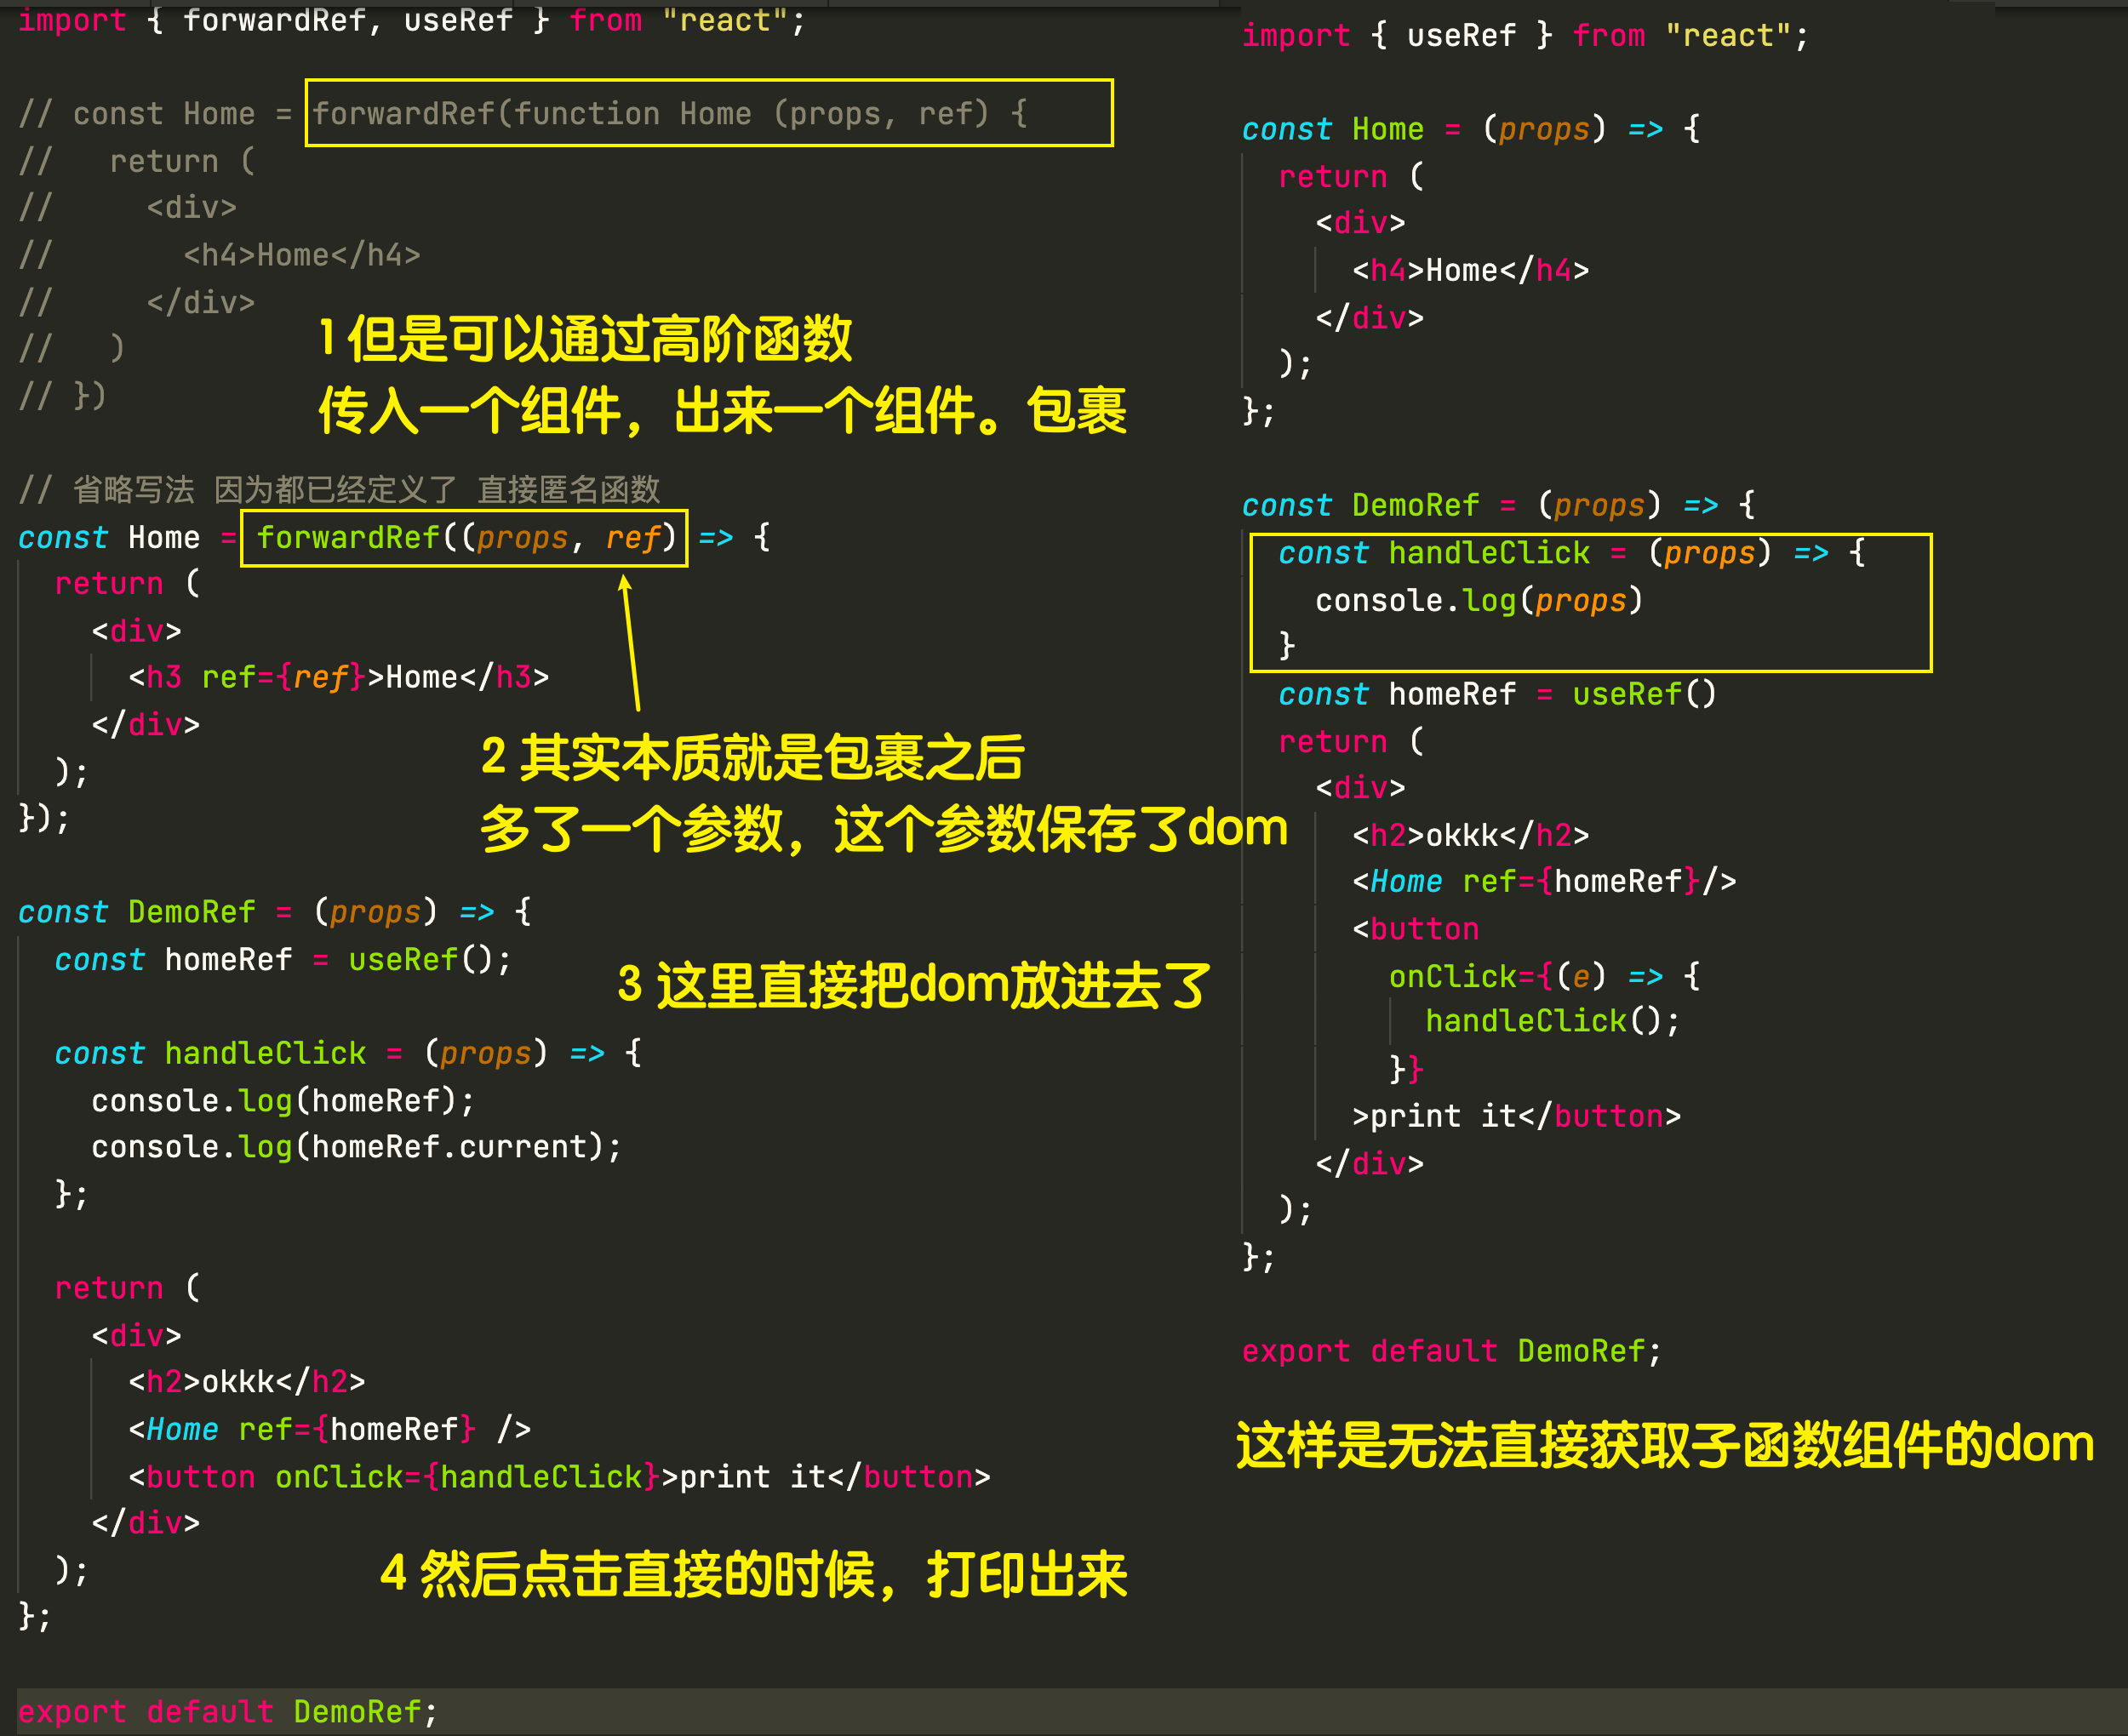 import { forwardRef, useRef } from "react";
// const Home = forwardRef(function Home (props, ref) {
//   return (
//     <div>
//       <h4>Home</h4>
//     </div>
//   )
// })
1 但是可以通过高阶函数
传入一个组件，出来一个组件。包裹
// 省略写法 因为都已经定义了 直接匿名函数
const Home = forwardRef((props, ref) => {
  return (
    <div>
      <h3 ref={ref}>Home</h3>
    </div>
  );
});
2 其实本质就是包裹之后
多了一个参数，这个参数保存了dom
const DemoRef = (props) => {
  const homeRef = useRef();
3 这里直接把dom放进去了
  const handleClick = (props) => {
    console.log(homeRef);
    console.log(homeRef.current);
  };
  return (
    <div>
      <h2>okkk</h2>
      <Home ref={homeRef} />
      <button onClick={handleClick}>print it</button>
    </div>
  );
4 然后点击直接的时候，打印出来
};
export default DemoRef;
import { useRef } from "react";
const Home = (props) => {
  return (
    <div>
      <h4>Home</h4>
    </div>
  );
};
const DemoRef = (props) => {
  const handleClick = (props) => {
    console.log(props)
  }
  const homeRef = useRef()
  return (
    <div>
      <h2>okkk</h2>
      <Home ref={homeRef}/>
      <button
        onClick={(e) => {
          handleClick();
        }}
      >print it</button>
    </div>
  );
};
export default DemoRef;
这样是无法直接获取子函数组件的dom